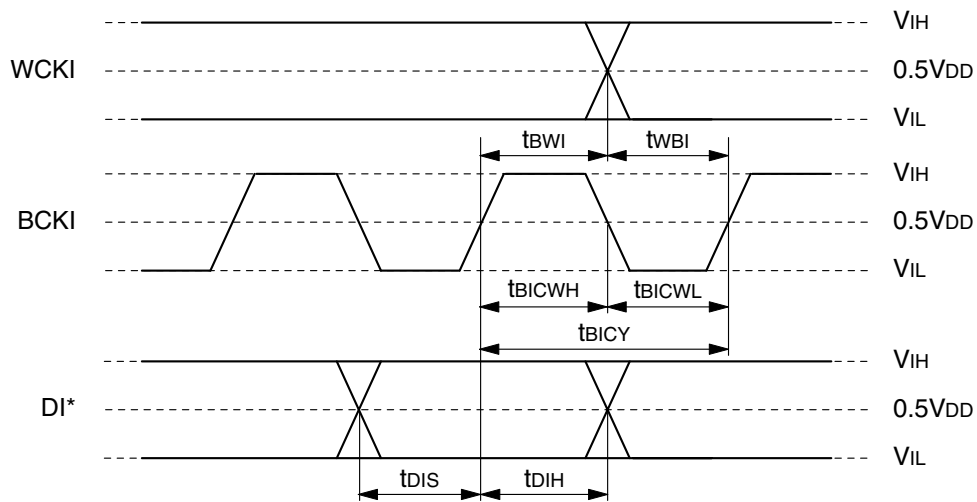 VIH
WCKI
0.5VDD
VIL
tBWI
tWBI
VIH
BCKI
0.5VDD
VIL
tBICWH
tBICWL
tBICY
VIH
DI*
0.5VDD
VIL
tDIS
tDIH